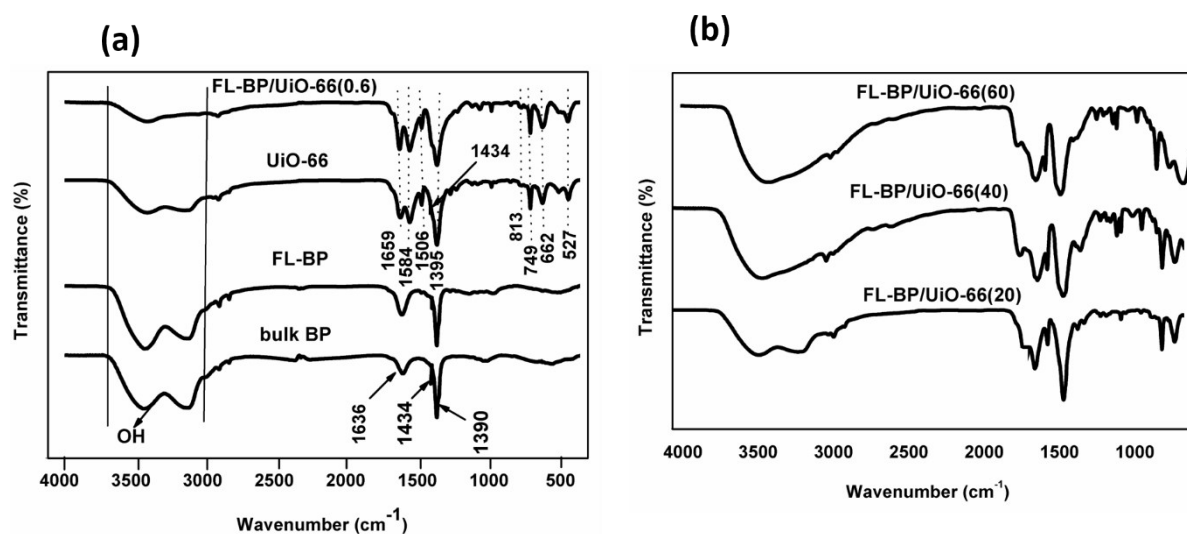 (a)
FL-BP/UiO-66(0.6)
UiO-66
1434
FL-BP
bulk BP
1659
1584
1506
1395
813
749
662
527
OH
1636
1434
1390
Transmittance (%)
4000 3500 3000 2500 2000 1500 1000 500
Wavenumber (cm-1)
(b)
FL-BP/UiO-66(60)
FL-BP/UiO-66(40)
FL-BP/UiO-66(20)
Transmittance (%)
4000 3000 2000 1000
Wavenumber (cm-1)